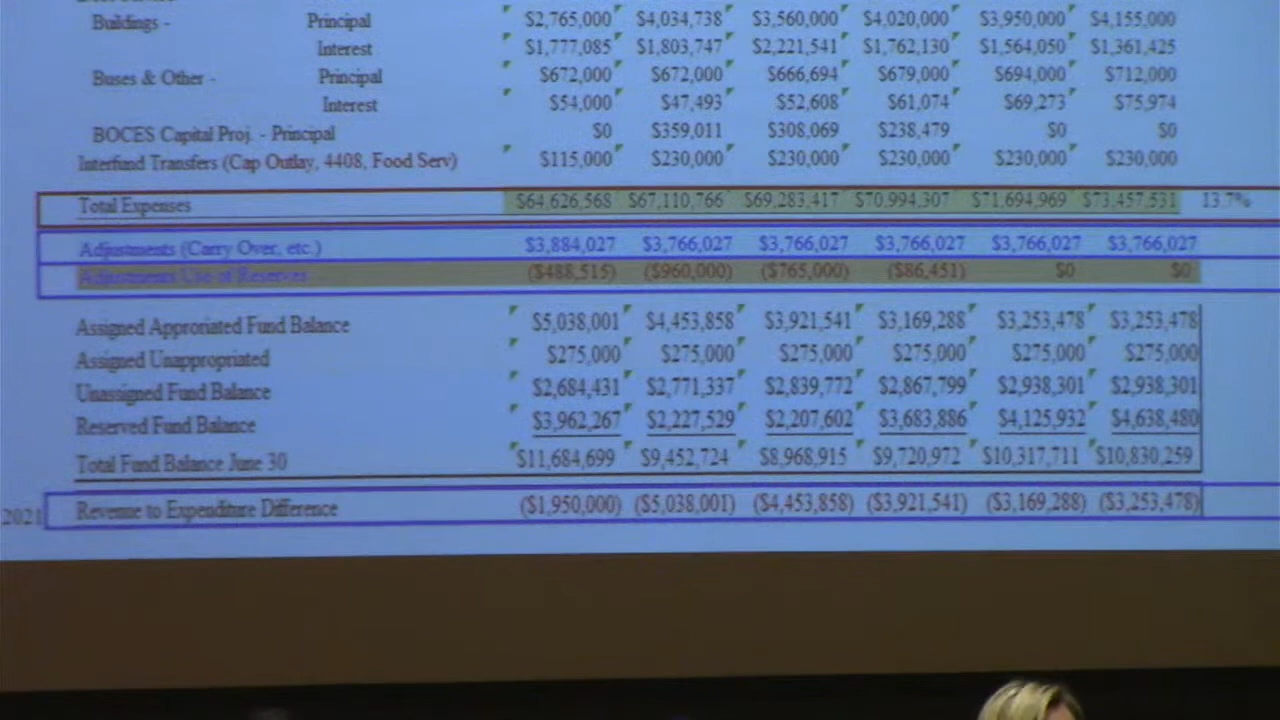 Buildings - Principal $2,765,000 $4,034,738 $3,560,000 $4,020,000 $3,950,000 $4,155,000
Interest $1,777,085 $1,803,747 $2,221,541 $1,762,130 $1,564,050 $1,361,425
Buses & Other - Principal $672,000 $672,000 $666,694 $679,000 $694,000 $712,000
Interest $54,000 $47,493 $52,608 $61,074 $69,273 $75,974
BOCES Capital Proj. - Principal $0 $359,011 $308,069 $238,479 $0 $0
Interfund Transfers (Cap Outlay, 4408, Food Serv) $115,000 $230,000 $230,000 $230,000 $230,000 $230,000
Total Expenses $64,626,568 $67,110,766 $69,283,417 $70,994,307 $71,694,969 $73,457,531 13.7%
Adjustments (Carry Over, etc.) $3,884,027 $3,766,027 $3,766,027 $3,766,027 $3,766,027 $3,766,027
Adjustments Use of Reserves ($488,515) ($960,000) ($765,000) ($86,451) $0 $0
Assigned Approriated Fund Balance $5,038,001 $4,453,858 $3,921,541 $3,169,288 $3,253,478 $3,253,478
Assigned Unappropriated $275,000 $275,000 $275,000 $275,000 $275,000 $275,000
Unassigned Fund Balance $2,684,431 $2,771,337 $2,839,772 $2,867,799 $2,938,301 $2,938,301
Reserved Fund Balance $3,962,267 $2,227,529 $2,207,602 $3,683,886 $4,125,932 $4,638,480
Total Fund Balance June 30 $11,684,699 $9,452,724 $8,968,915 $9,720,972 $10,317,711 $10,830,259
2021 Revenue to Expenditure Difference ($1,950,000) ($5,038,001) ($4,453,858) ($3,921,541) ($3,169,288) ($3,253,478)